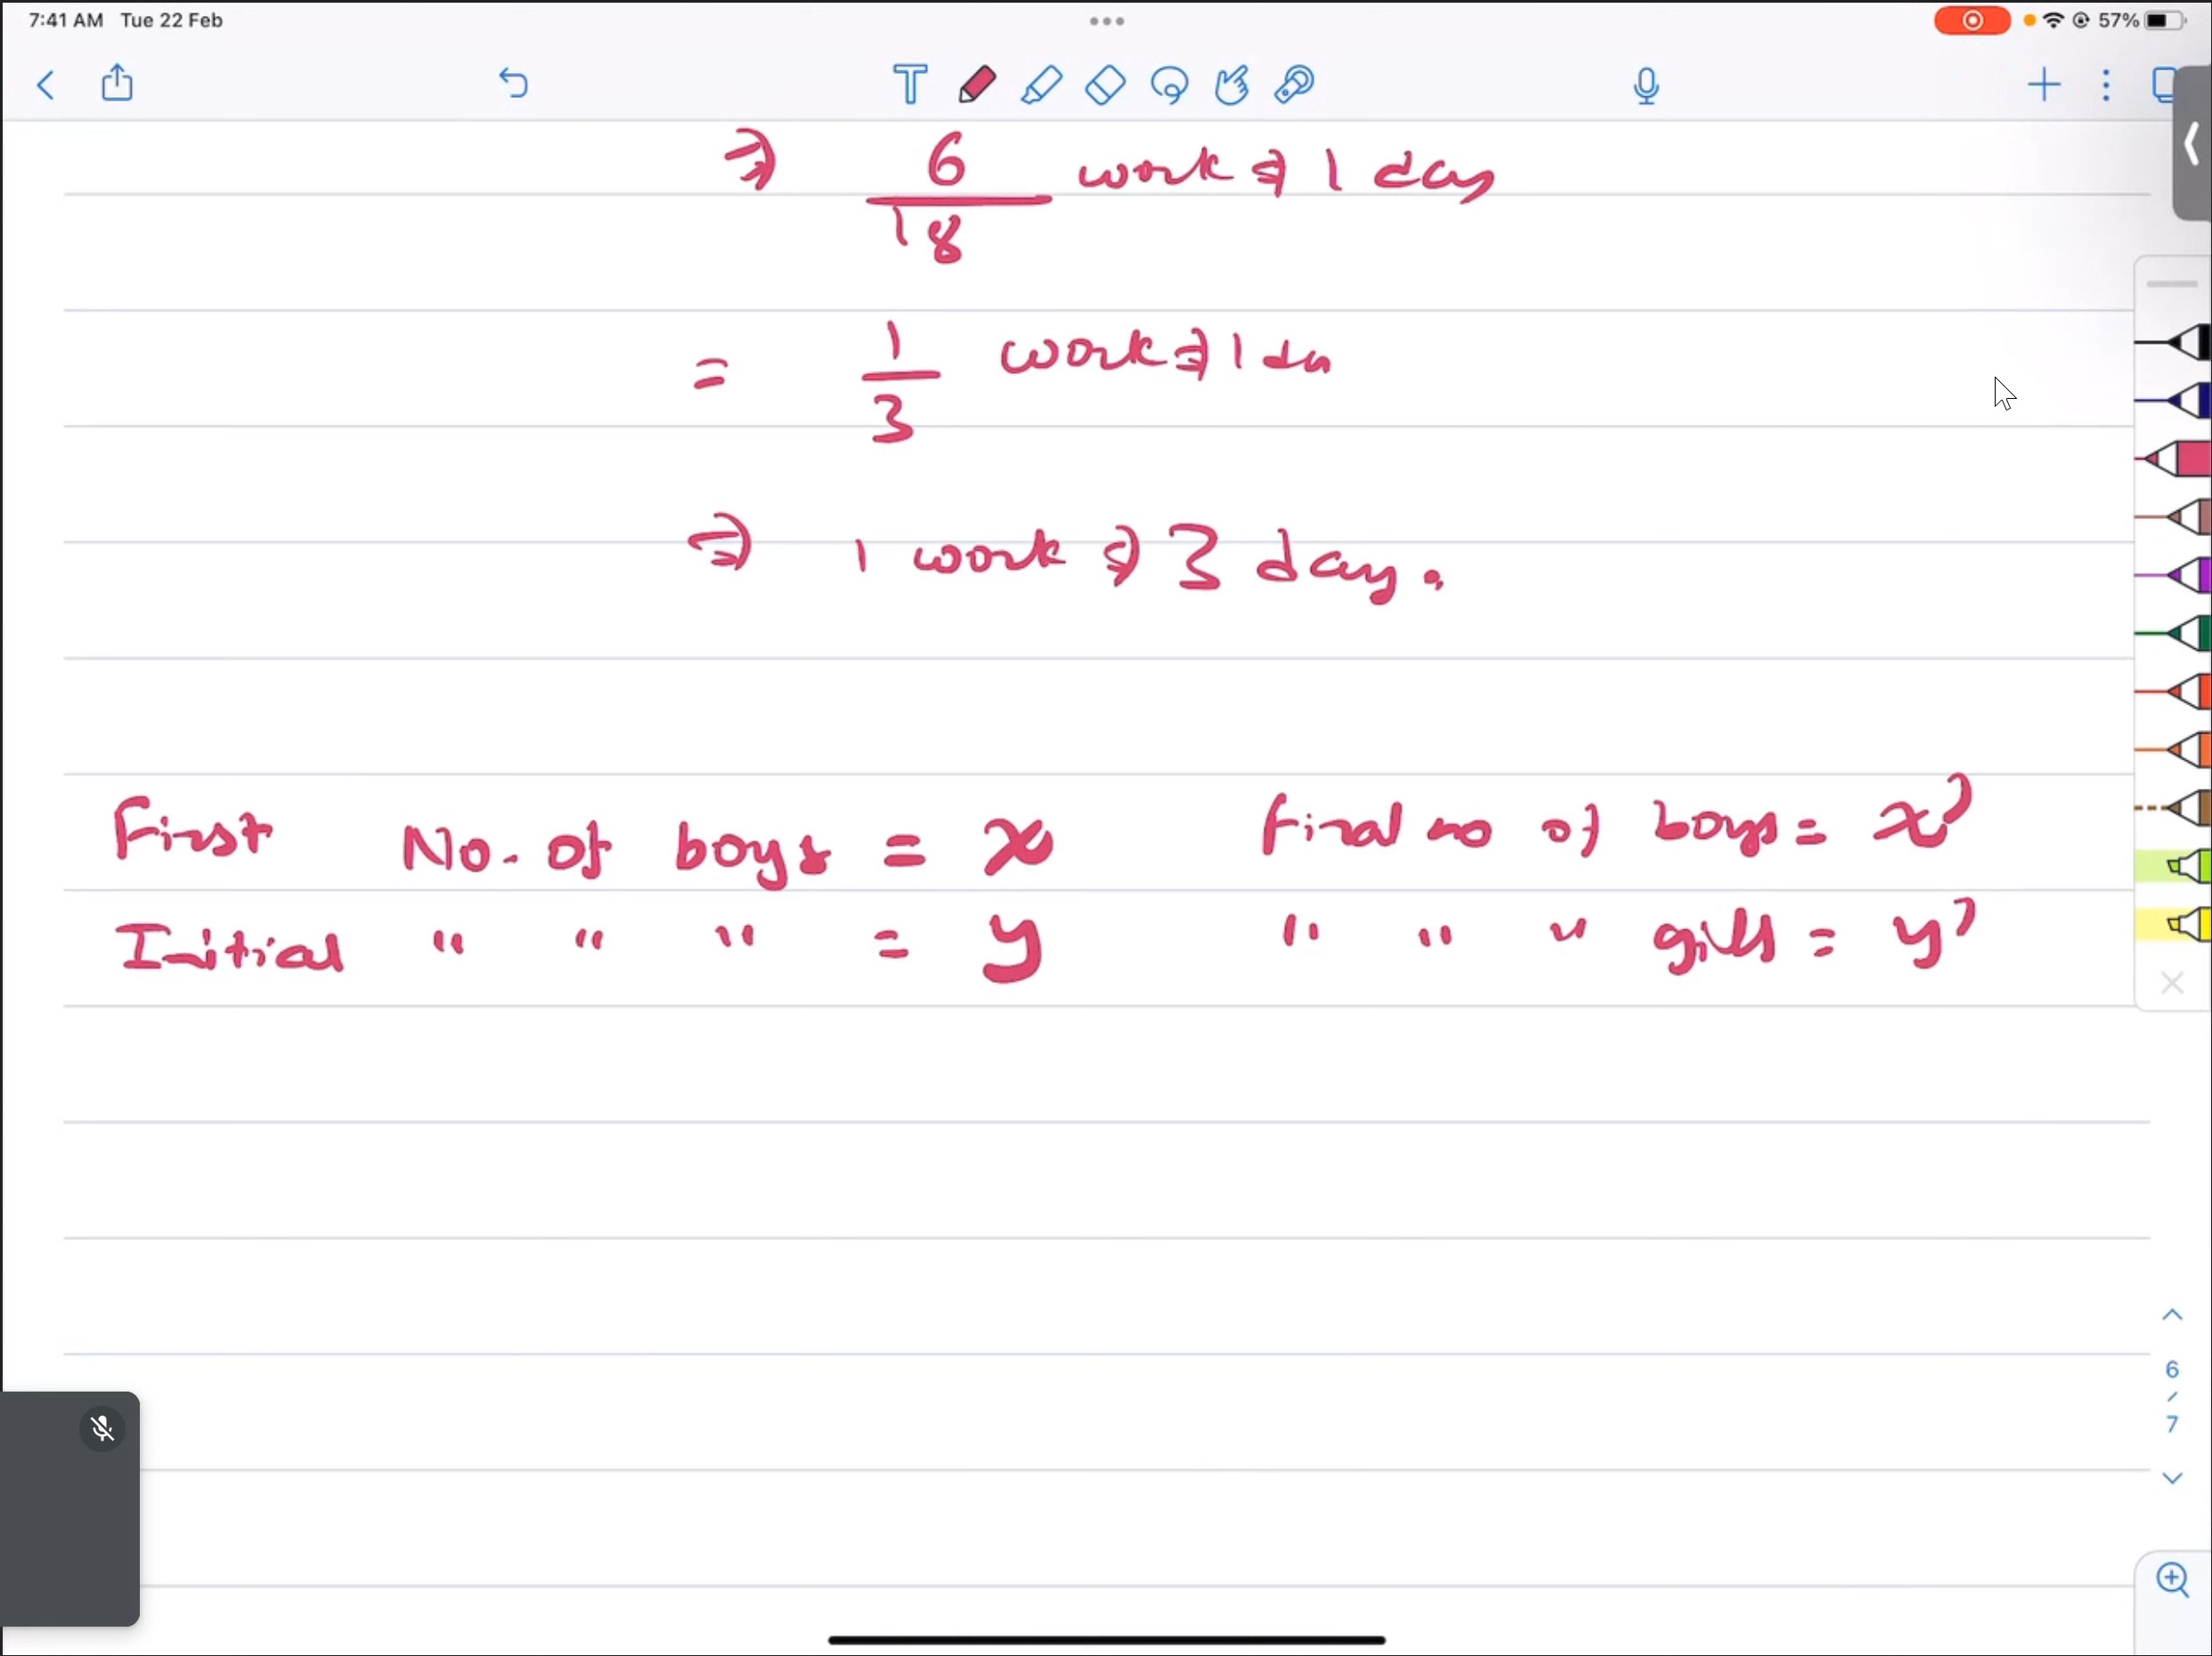 7:41 AM Tue 22 Feb
57%
⇒ 6/18 work ⇒ 1 day
= 1/3 work ⇒ 1 da
⇒ 1 work ⇒ 3 day.
First No. of boys = x Final no of boys = x'
Initial " " " = y " " " girls = y'
6
/
7